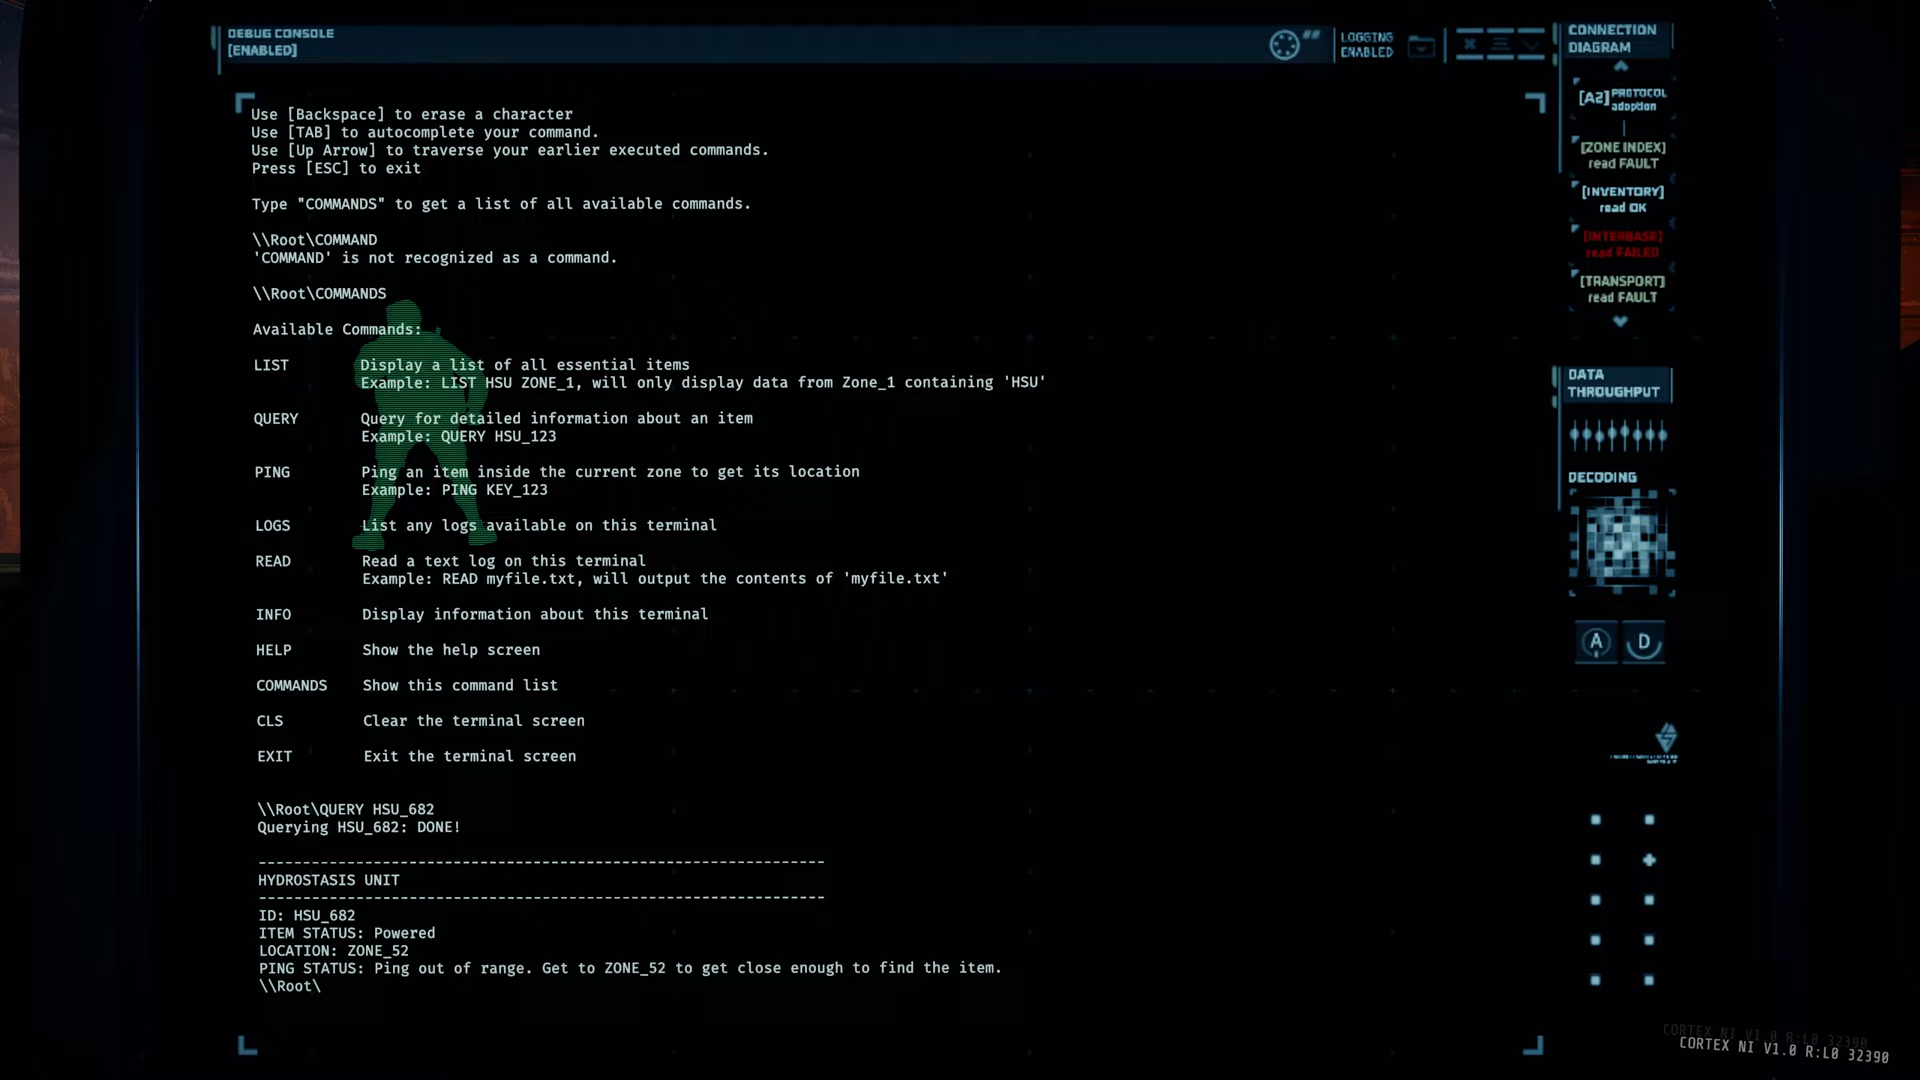 DEBUG CONSOLE
[ENABLED]
LOGGING
ENABLED
Use [Backspace] to erase a character
Use [TAB] to autocomplete your command.
Use [Up Arrow] to traverse your earlier executed commands.
Press [ESC] to exit
Type "COMMANDS" to get a list of all available commands.
\\Root\COMMAND
'COMMAND' is not recognized as a command.
\\Root\COMMANDS
Available Commands:
LIST Display a list of all essential items
Example: LIST HSU ZONE_1, will only display data from Zone_1 containing 'HSU'
QUERY Query for detailed information about an item
Example: QUERY HSU_123
PING Ping an item inside the current zone to get its location
Example: PING KEY_123
LOGS List any logs available on this terminal
READ Read a text log on this terminal
Example: READ myfile.txt, will output the contents of 'myfile.txt'
INFO Display information about this terminal
HELP Show the help screen
COMMANDS Show this command list
CLS Clear the terminal screen
EXIT Exit the terminal screen
\\Root\QUERY HSU_682
Querying HSU_682: DONE!
----------------------------------------------------------------
HYDROSTASIS UNIT
----------------------------------------------------------------
ID: HSU_682
ITEM STATUS: Powered
LOCATION: ZONE_52
PING STATUS: Ping out of range. Get to ZONE_52 to get close enough to find the item.
\\Root\
CONNECTION
DIAGRAM
[A2] PROTOCOL
adoption
[ZONE INDEX]
read FAULT
[INVENTORY]
read OK
[INTERBASE]
read FAILED
[TRANSPORT]
read FAULT
DATA
THROUGHPUT
DECODING
A D
CORTEX NI V1.0 R:L0 32390
CORTEX NI V1.0 R:L0 32390